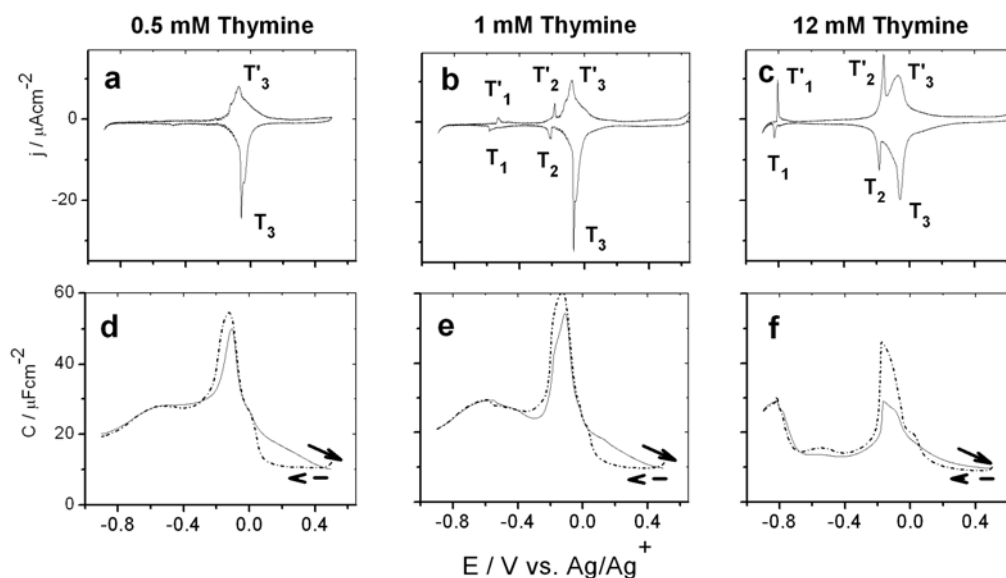 0.5 mM Thymine
1 mM Thymine
12 mM Thymine
a
T'3
T3
b
T'1
T'2
T'3
T1
T2
T3
c
T'1
T'2
T'3
T1
T2
T3
j / μAcm-2
0
-20
d
e
f
C / μFcm-2
60
40
20
0
-0.8 -0.4 0.0 0.4
-0.8 -0.4 0.0 0.4
-0.8 -0.4 0.0 0.4
E / V vs. Ag/Ag+